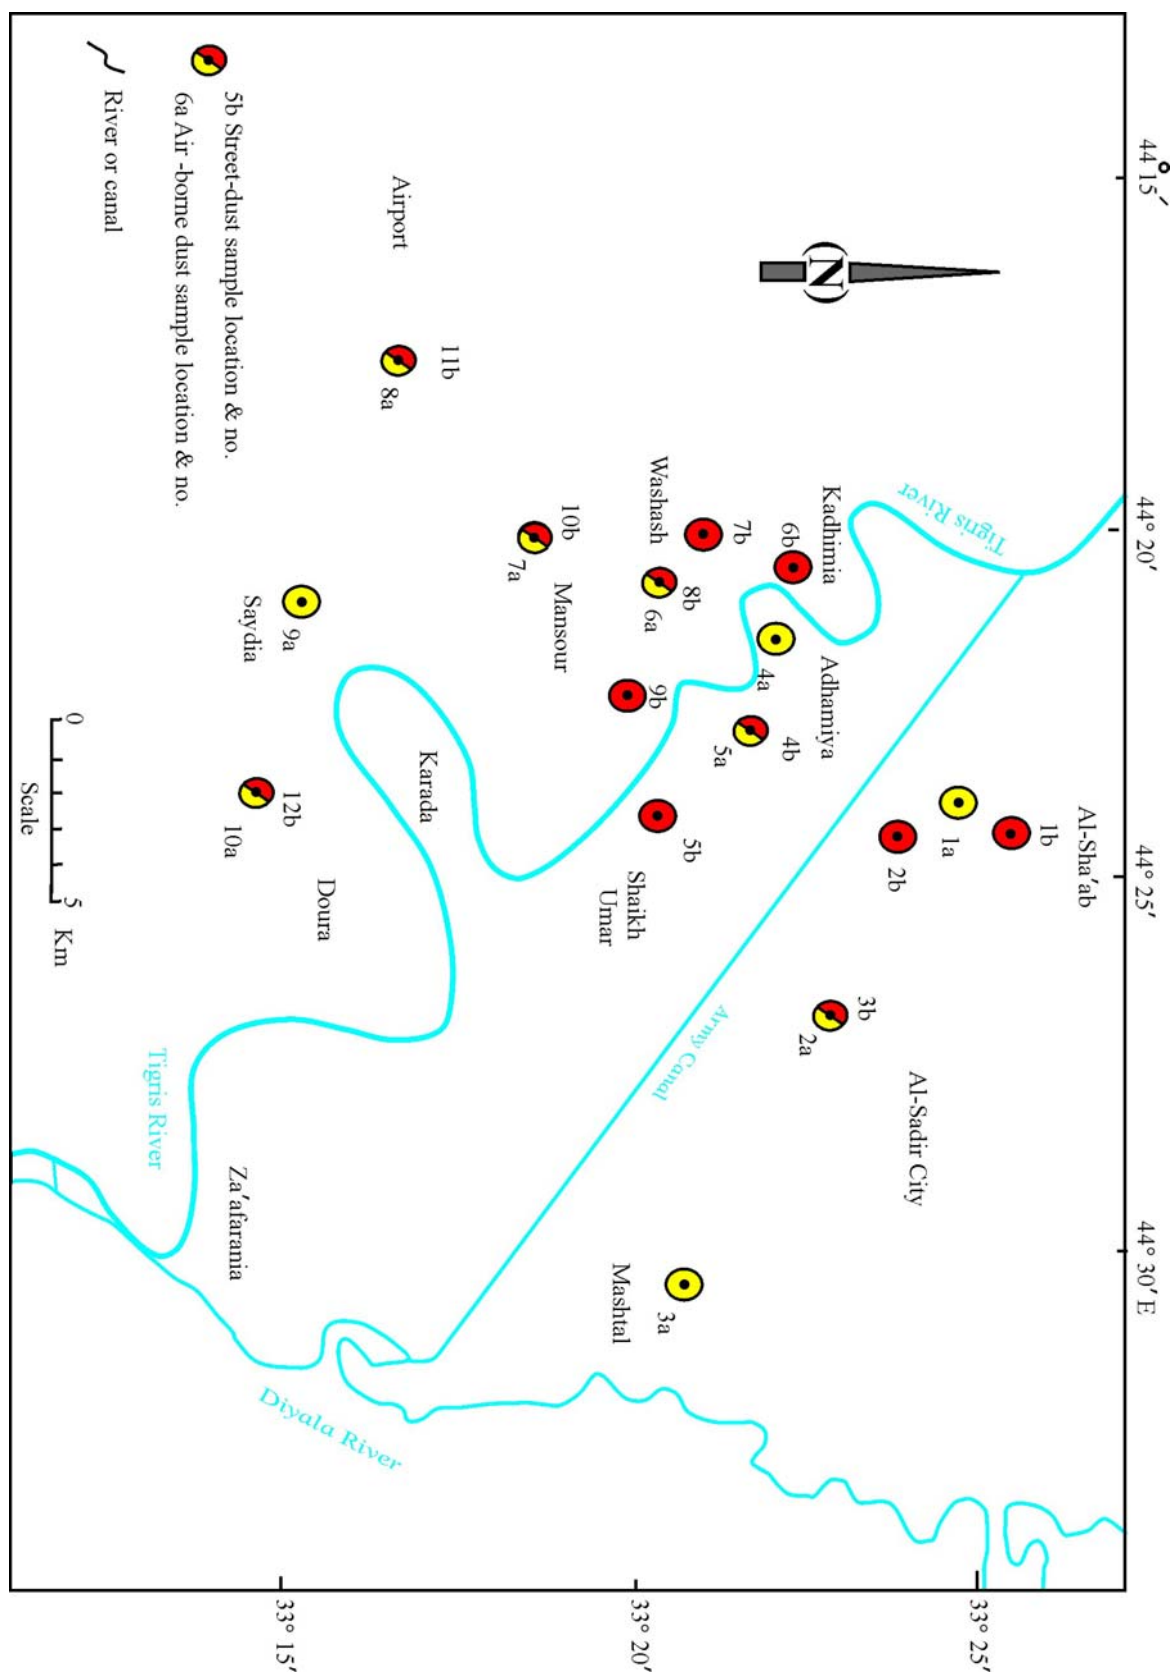 44° 15′
44° 20′
44° 25′
44° 30′ E
(N)
Tigris River
Al-Sha′ab
1b
1a
2b
Kadhimia
6b
Adhamiya
4a
3b
2a
Al-Sadir City
7b
Washash
8b
6a
4b
5a
9b
5b
Shaikh
Umar
Army Canal
3a
Mashtal
10b
7a
Mansour
Airport
11b
8a
Karada
9a
Saydia
12b
10a
Doura
Za′afarania
Tigris River
Diyala River
5b Street-dust sample location & no.
6a Air -borne dust sample location & no.
River or canal
0 5 Km
Scale
33° 25′
33° 20′
33° 15′